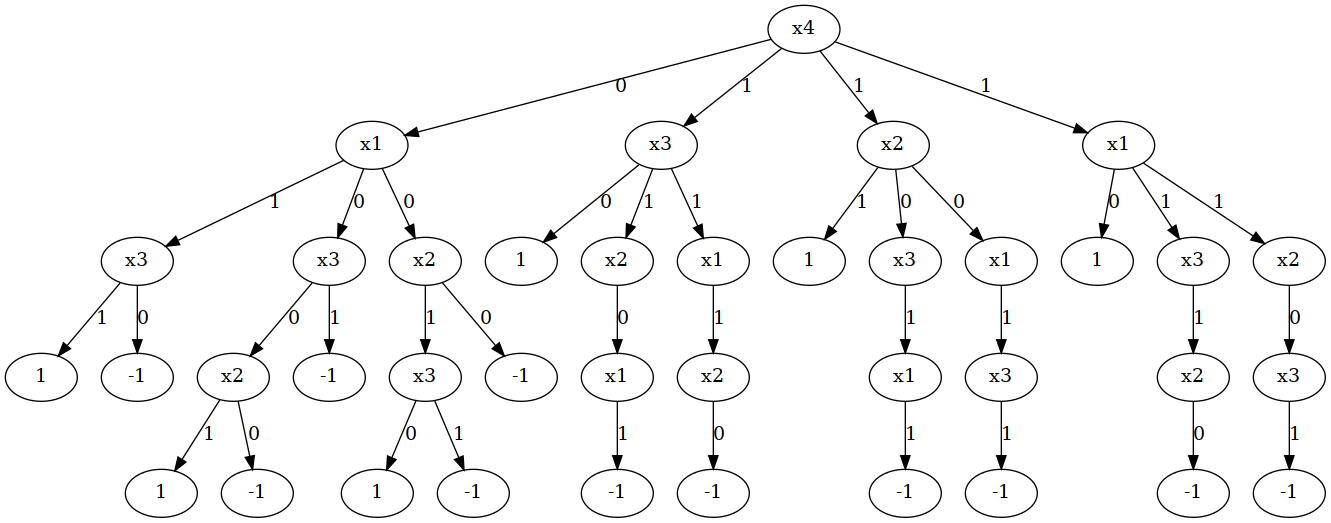 x4
0 1 1 1
x1 x3 x2 x1
1 0 0 0 1 1 1 0 0 0 1 1
x3 x3 x2 1 x2 x1 1 x3 x1 1 x3 x2
1 0 0 1 1 0 0 1 1 1 1 0
1 -1 x2 -1 x3 -1 x1 x2 x1 x3 x2 x3
1 0 0 1 1 0 1 1 0 1
1 -1 1 -1 -1 -1 -1 -1 -1 -1